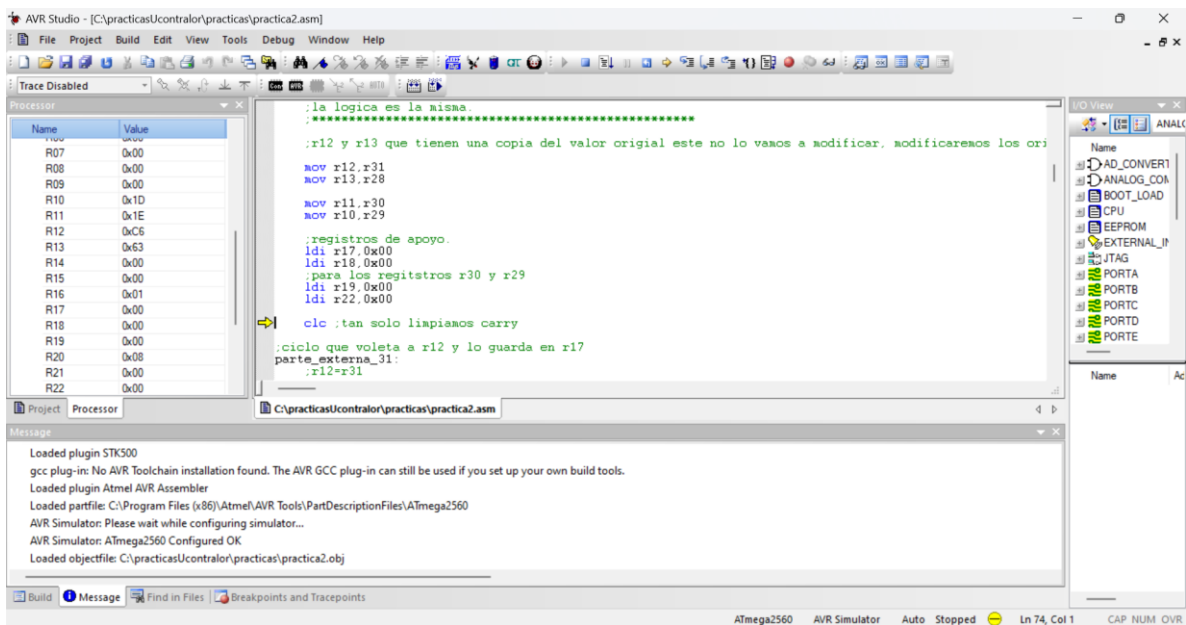 AVR Studio - [C:\practicasUcontralor\practicas\practica2.asm]
File Project Build Edit View Tools Debug Window Help
Trace Disabled
Processor
Name Value
R07 0x00
R08 0x00
R09 0x00
R10 0x1D
R11 0x1E
R12 0xC6
R13 0x63
R14 0x00
R15 0x00
R16 0x01
R17 0x00
R18 0x00
R19 0x00
R20 0x08
R21 0x00
R22 0x00
Project Processor
;la logica es la misma.
;****************************************************
;r12 y r13 que tienen una copia del valor origial este no lo vamos a modificar, modificaremos los ori
mov r12,r31
mov r13,r28
mov r11,r30
mov r10,r29
;registros de apoyo.
ldi r17,0x00
ldi r18,0x00
;para los regitstros r30 y r29
ldi r19,0x00
ldi r22,0x00
clc ;tan solo limpiamos carry
;ciclo que voleta a r12 y lo guarda en r17
parte_externa_31:
;r12=r31
C:\practicasUcontralor\practicas\practica2.asm
I/O View
ANALO
Name
AD_CONVERT
ANALOG_COM
BOOT_LOAD
CPU
EEPROM
EXTERNAL_IN
JTAG
PORTA
PORTB
PORTC
PORTD
PORTE
Name Ac
Message
Loaded plugin STK500
gcc plug-in: No AVR Toolchain installation found. The AVR GCC plug-in can still be used if you set up your own build tools.
Loaded plugin Atmel AVR Assembler
Loaded partfile: C:\Program Files (x86)\Atmel\AVR Tools\PartDescriptionFiles\ATmega2560
AVR Simulator: Please wait while configuring simulator...
AVR Simulator: ATmega2560 Configured OK
Loaded objectfile: C:\practicasUcontralor\practicas\practica2.obj
Build Message Find in Files Breakpoints and Tracepoints
ATmega2560 AVR Simulator Auto Stopped Ln 74, Col 1 CAP NUM OVR